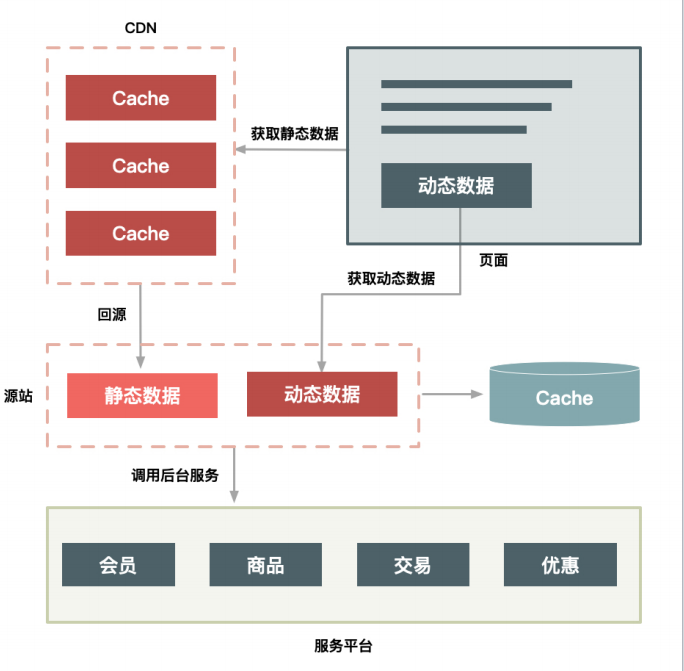 CDN
Cache
Cache
Cache
获取静态数据
动态数据
页面
获取动态数据
回源
源站
静态数据
动态数据
Cache
调用后台服务
会员
商品
交易
优惠
服务平台